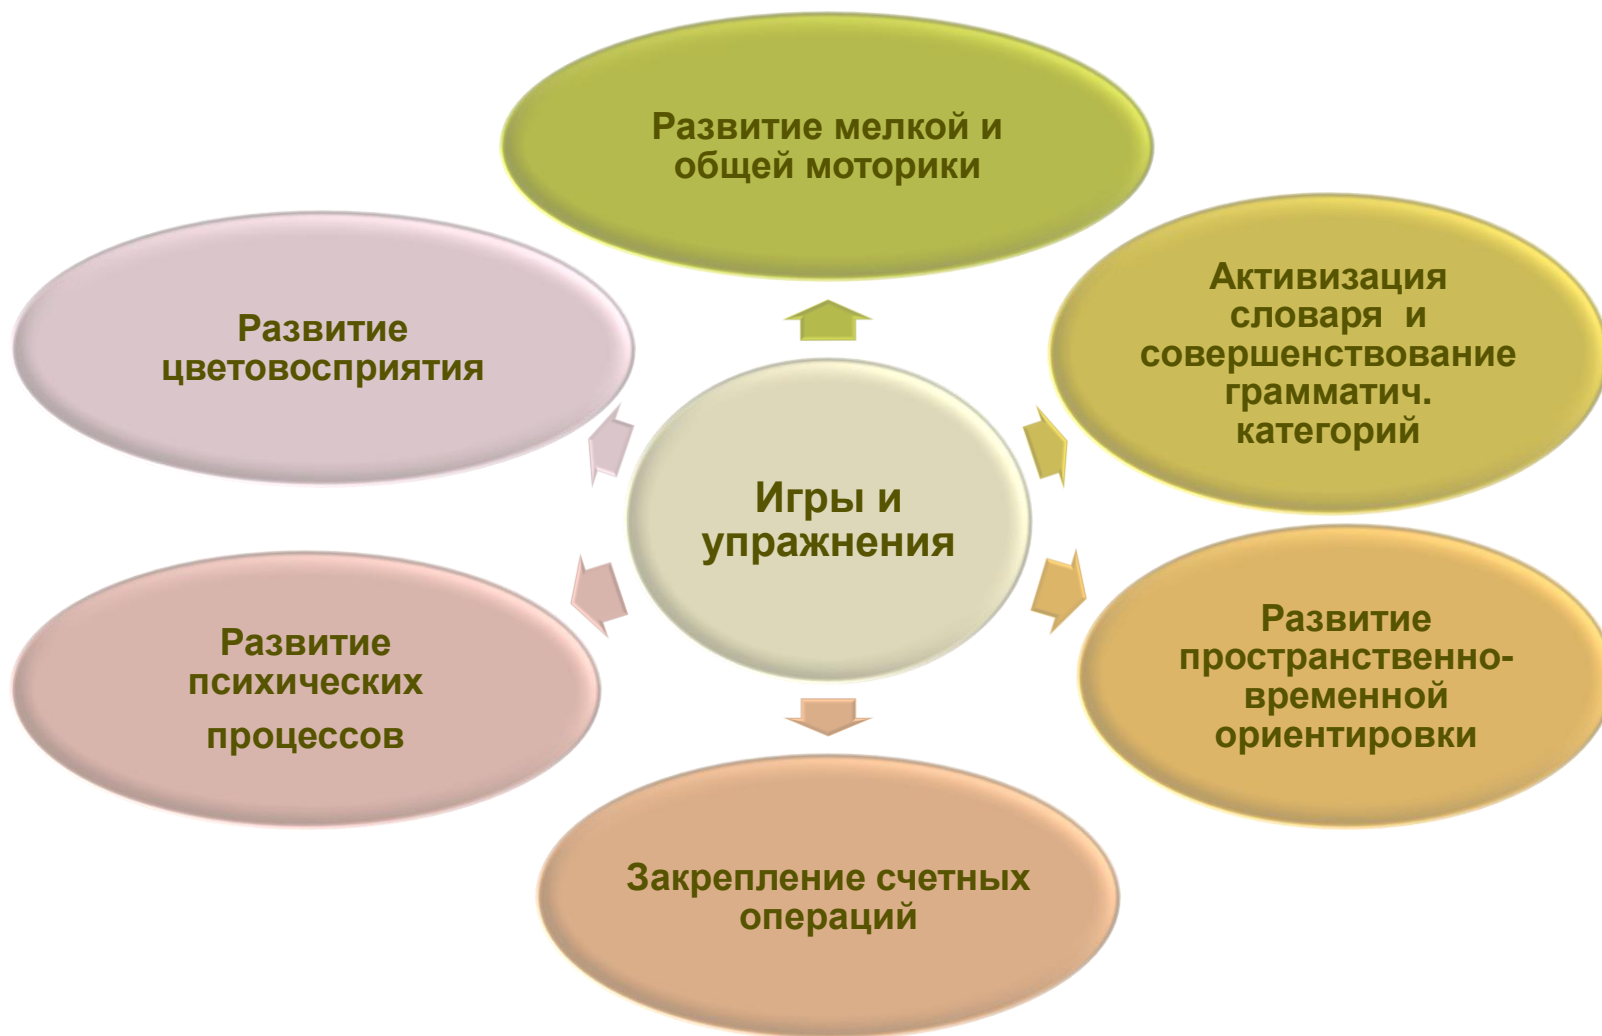 Развитие мелкой и
общей моторики
Активизация
словаря и
совершенствование
грамматич.
категорий
Развитие
цветовосприятия
Игры и
упражнения
Развитие
пространственно-
временной
ориентировки
Развитие
психических
процессов
Закрепление счетных
операций